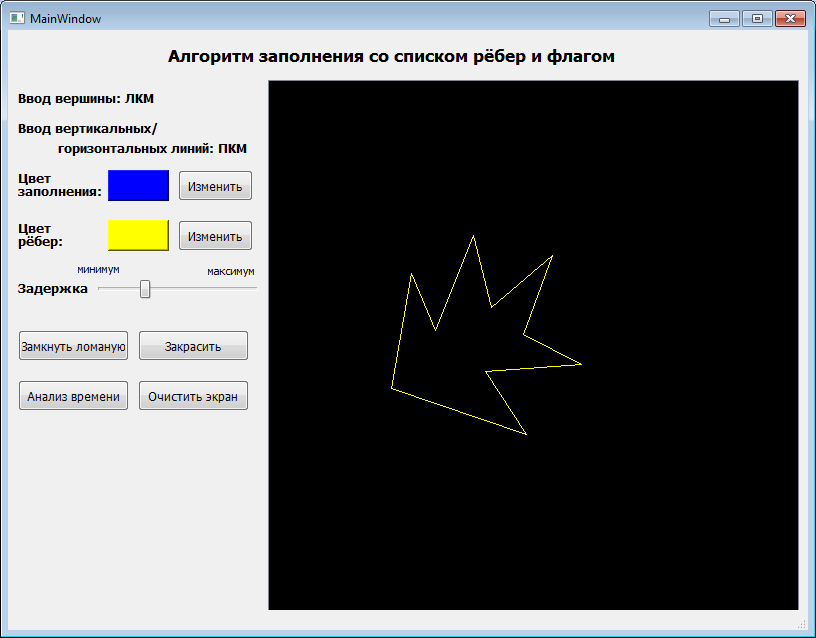 MainWindow
Алгоритм заполнения со списком рёбер и флагом
Ввод вершины: ЛКМ
Ввод вертикальных/
горизонтальных линий: ПКМ
Цвет
заполнения:
Изменить
Цвет
рёбер:
Изменить
минимум
максимум
Задержка
Замкнуть ломаную
Закрасить
Анализ времени
Очистить экран